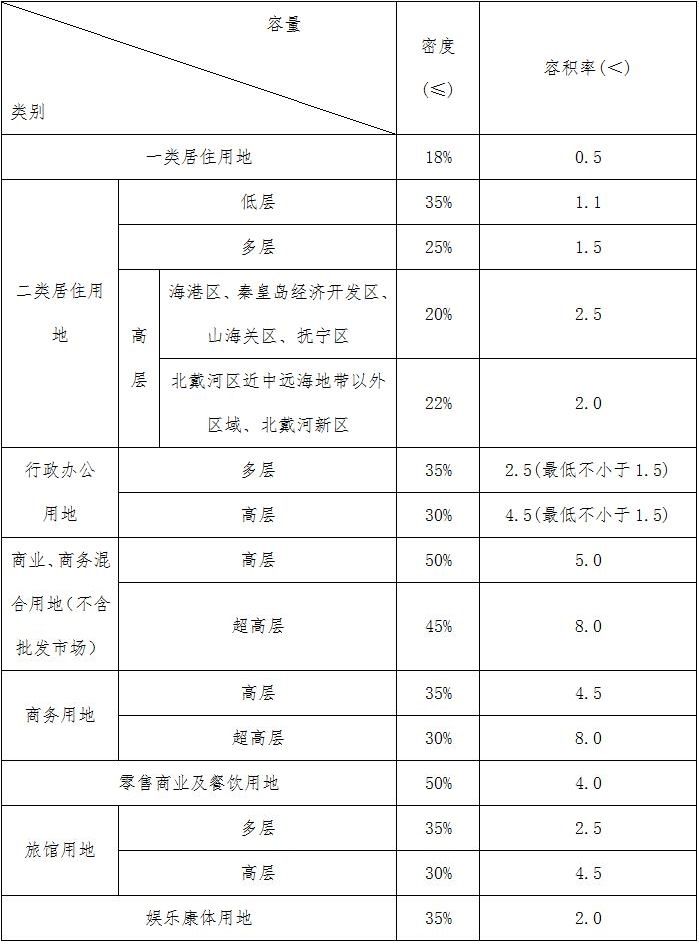 容量
类别
密度
(≤)
容积率(<)
一类居住用地
18%
0.5
二类居住用
地
低层
35%
1.1
多层
25%
1.5
高
层
海港区、秦皇岛经济开发区、
山海关区、抚宁区
20%
2.5
北戴河区近中远海地带以外
区域、北戴河新区
22%
2.0
行政办公
用地
多层
35%
2.5(最低不小于1.5)
高层
30%
4.5(最低不小于1.5)
商业、商务混
合用地(不含
批发市场)
高层
50%
5.0
超高层
45%
8.0
商务用地
高层
35%
4.5
超高层
30%
8.0
零售商业及餐饮用地
50%
4.0
旅馆用地
多层
35%
2.5
高层
30%
4.5
娱乐康体用地
35%
2.0